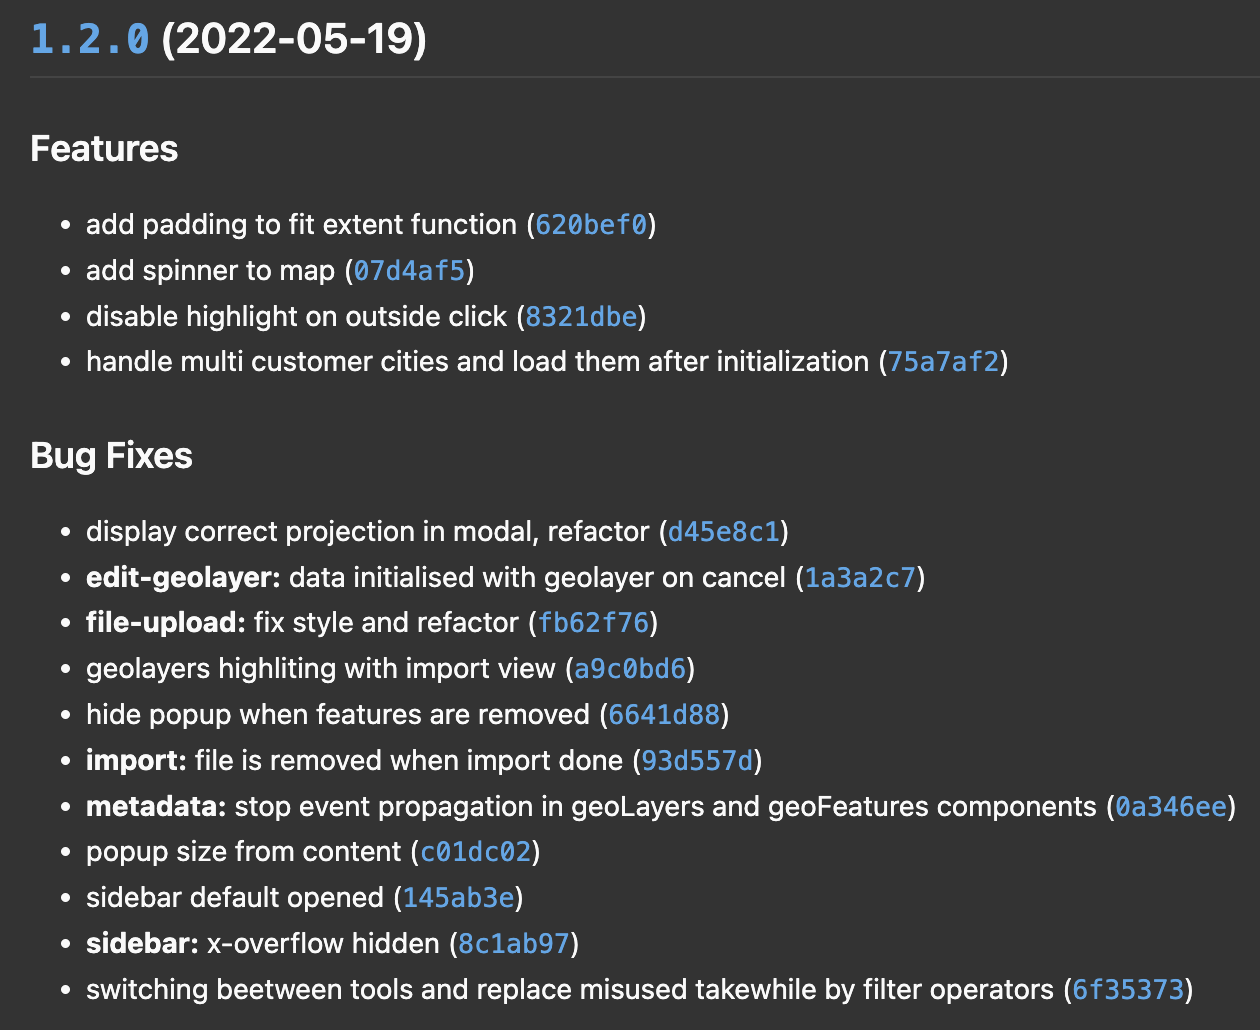 1.2.0 (2022-05-19)
Features
• add padding to fit extent function (620bef0)
• add spinner to map (07d4af5)
• disable highlight on outside click (8321dbe)
• handle multi customer cities and load them after initialization (75a7af2)
Bug Fixes
• display correct projection in modal, refactor (d45e8c1)
• edit-geolayer: data initialised with geolayer on cancel (1a3a2c7)
• file-upload: fix style and refactor (fb62f76)
• geolayers highliting with import view (a9c0bd6)
• hide popup when features are removed (6641d88)
• import: file is removed when import done (93d557d)
• metadata: stop event propagation in geoLayers and geoFeatures components (0a346ee)
• popup size from content (c01dc02)
• sidebar default opened (145ab3e)
• sidebar: x-overflow hidden (8c1ab97)
• switching beetween tools and replace misused takewhile by filter operators (6f35373)